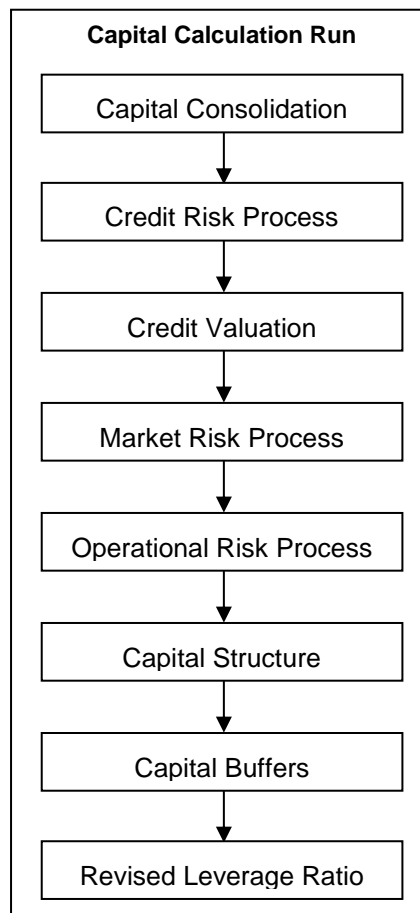 Capital Calculation Run
Capital Consolidation
Credit Risk Process
Credit Valuation
Market Risk Process
Operational Risk Process
Capital Structure
Capital Buffers
Revised Leverage Ratio